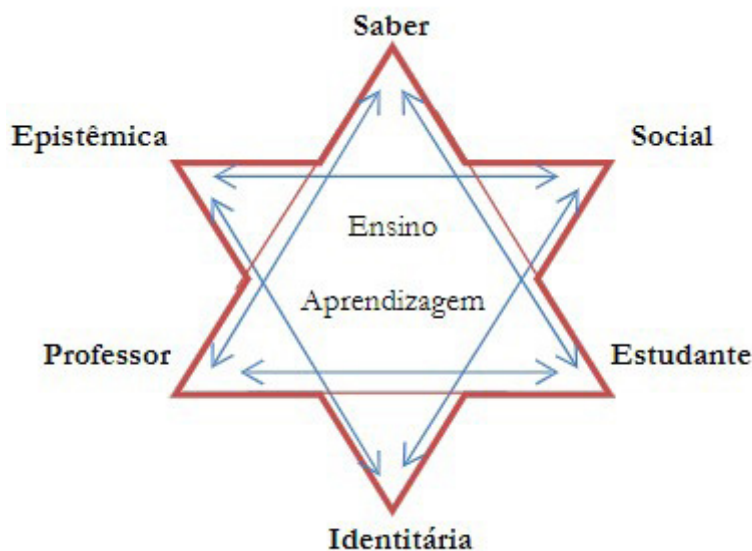 Saber
Epistêmica
Social
Ensino
Aprendizagem
Professor
Estudante
Identitária